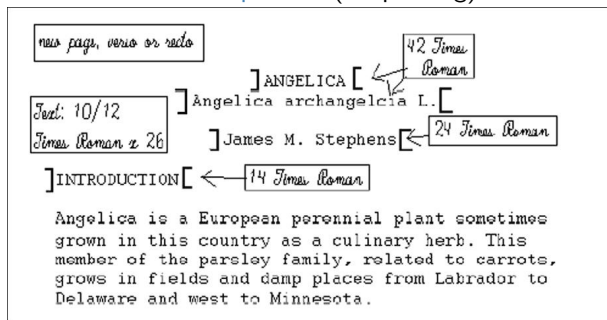 new page, verso or recto
42 Times
Roman
]ANGELICA[
]Angelica archangelcia L.[
Text: 10/12
Times Roman x 26
]James M. Stephens[
24 Times Roman
]INTRODUCTION[
14 Times Roman
Angelica is a European perennial plant sometimes
grown in this country as a culinary herb. This
member of the parsley family, related to carrots,
grows in fields and damp places from Labrador to
Delaware and west to Minnesota.